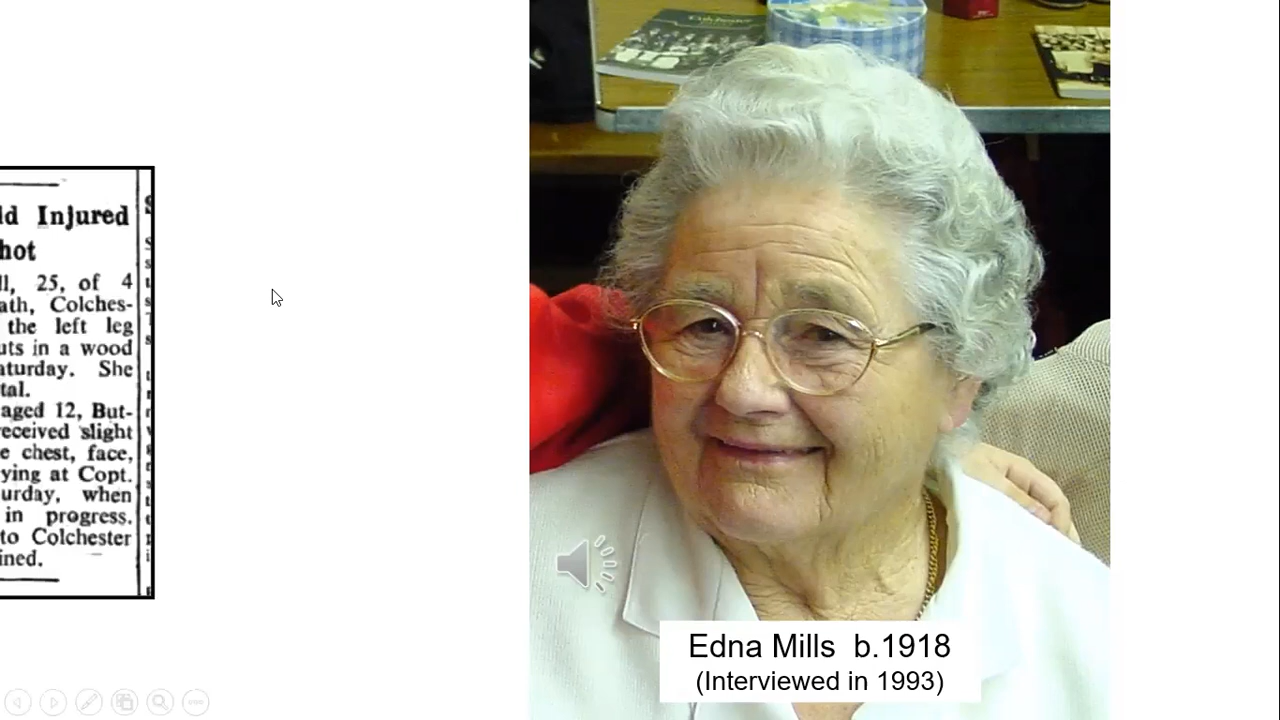 ld Injured
hot
ll, 25, of 4
ath, Colches-
the left leg
uts in a wood
aturday. She
tal.
aged 12, But-
received slight
e chest, face,
ying at Copt.
urday, when
in progress.
to Colchester
ined.
Colchester
Edna Mills b.1918
(Interviewed in 1993)